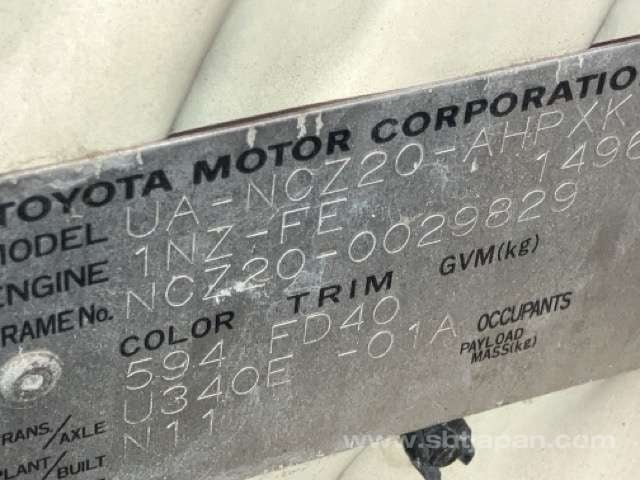 TOYOTA MOTOR CORPORATION
MODEL UA-NCZ20-AHPXK
ENGINE 1NZ-FE 1496
FRAME No. NCZ20-0029829
COLOR TRIM GVM(kg)
594 FD40
OCCUPANTS
U340E -01A PAYLOAD
MASS(kg)
TRANS./AXLE
N11
PLANT/BUILT
www.sbtjapan.com